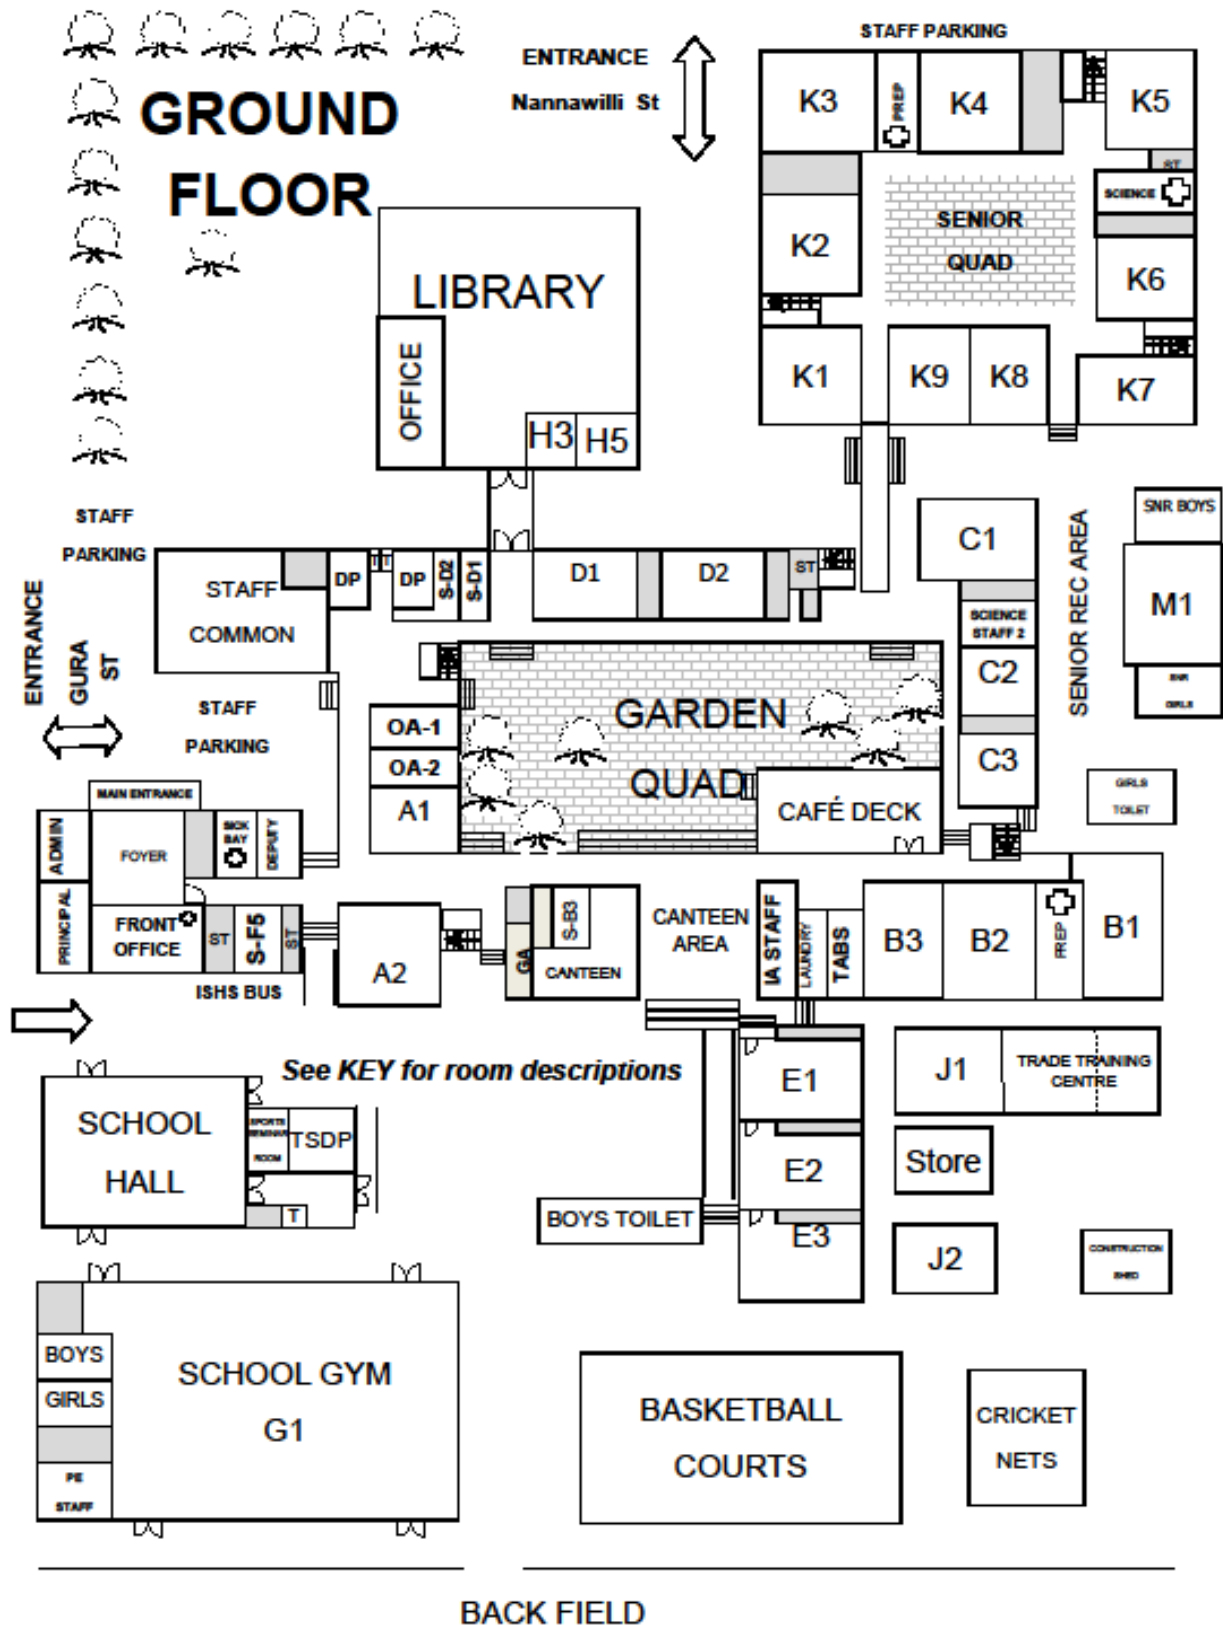 STAFF PARKING
ENTRANCE
Nannawilli St
GROUND
FLOOR
K3
PREP
K4
K5
ST
SCIENCE
SENIOR
QUAD
K2
K6
LIBRARY
OFFICE
H3
H5
K1
K9
K8
K7
STAFF
PARKING
ENTRANCE
GURA
ST
STAFF
COMMON
DP
T
T
DP
S-D2
S-D1
D1
D2
ST
C1
SCIENCE
STAFF 2
C2
C3
SENIOR REC AREA
SNR BOYS
M1
SNR
GIRLS
GIRLS
TOILET
STAFF
PARKING
OA-1
OA-2
A1
GARDEN
QUAD
CAFÉ DECK
MAIN ENTRANCE
ADMIN
FOYER
SICK
BAY
DEPUTY
PRINCIPAL
FRONT
OFFICE
ST
S-F5
ST
ISHS BUS
A2
GA
S-B3
CANTEEN
CANTEEN
AREA
IA STAFF
LAUNDRY
TABS
B3
B2
PREP
B1
See KEY for room descriptions
SCHOOL
HALL
SPORTS
SEMINAR
ROOM
TSDP
T
E1
E2
E3
J1
TRADE TRAINING
CENTRE
Store
J2
CONSTRUCTION
SHED
BOYS TOILET
BOYS
GIRLS
PE
STAFF
SCHOOL GYM
G1
BASKETBALL
COURTS
CRICKET
NETS
BACK FIELD